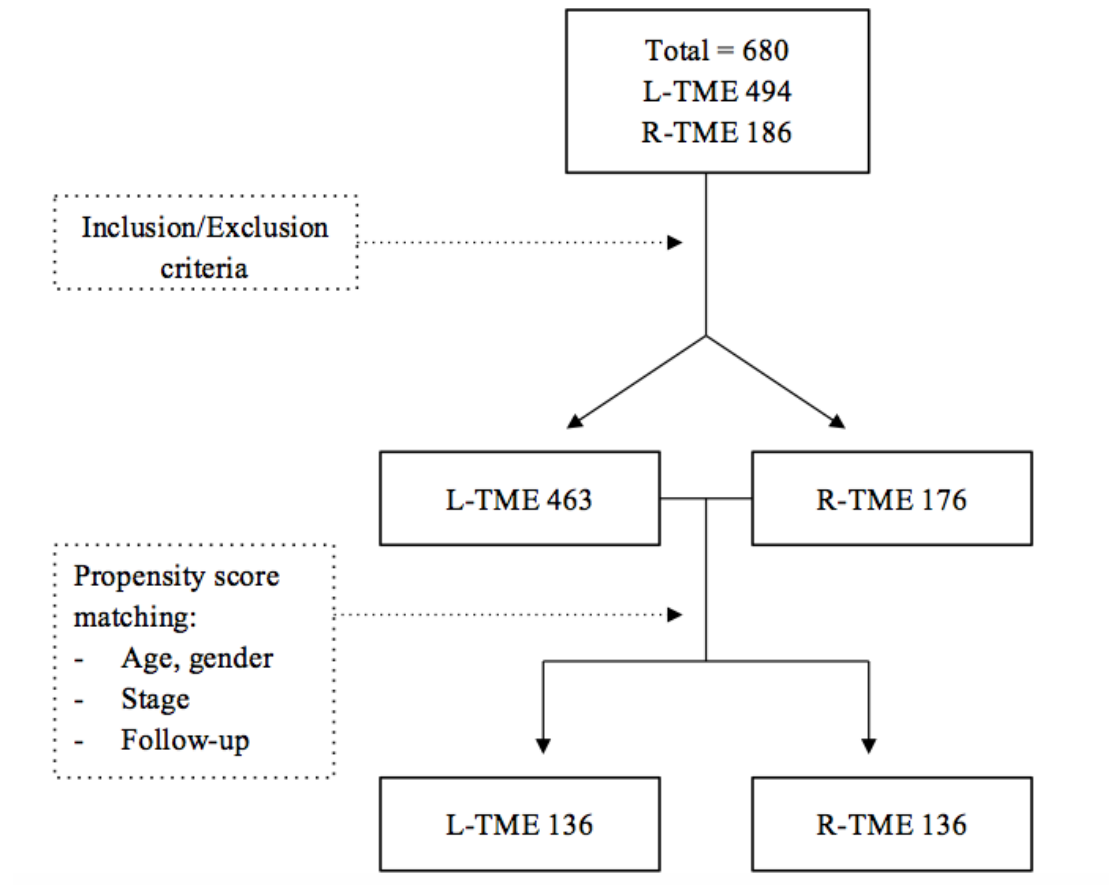 Total = 680
L-TME 494
R-TME 186
Inclusion/Exclusion
criteria
L-TME 463
R-TME 176
Propensity score
matching:
- Age, gender
- Stage
- Follow-up
L-TME 136
R-TME 136